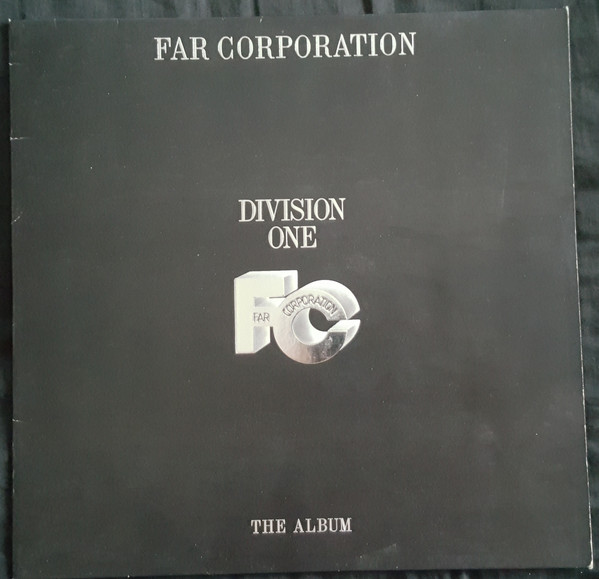 FAR CORPORATION
DIVISION
ONE
FC
FAR CORPORATION
THE ALBUM